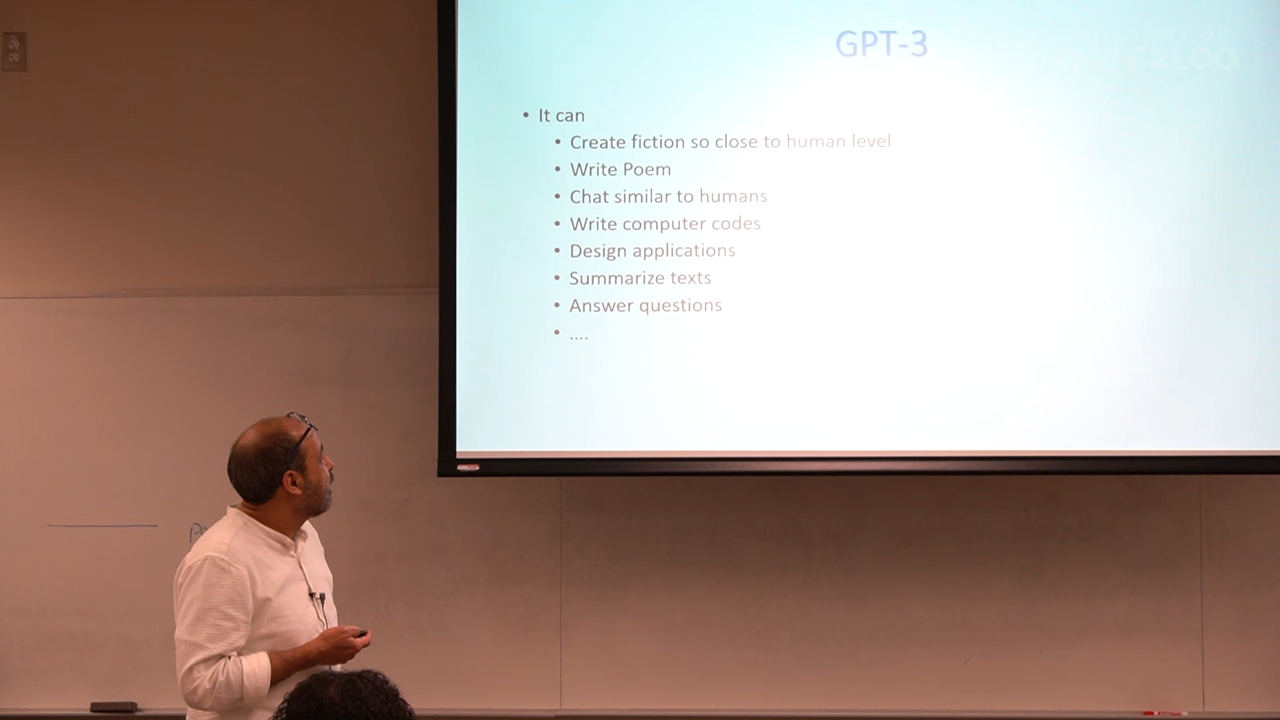 GPT-3
WATERLOO
• It can
• Create fiction so close to human level
• Write Poem
• Chat similar to humans
• Write computer codes
• Design applications
• Summarize texts
• Answer questions
• ....